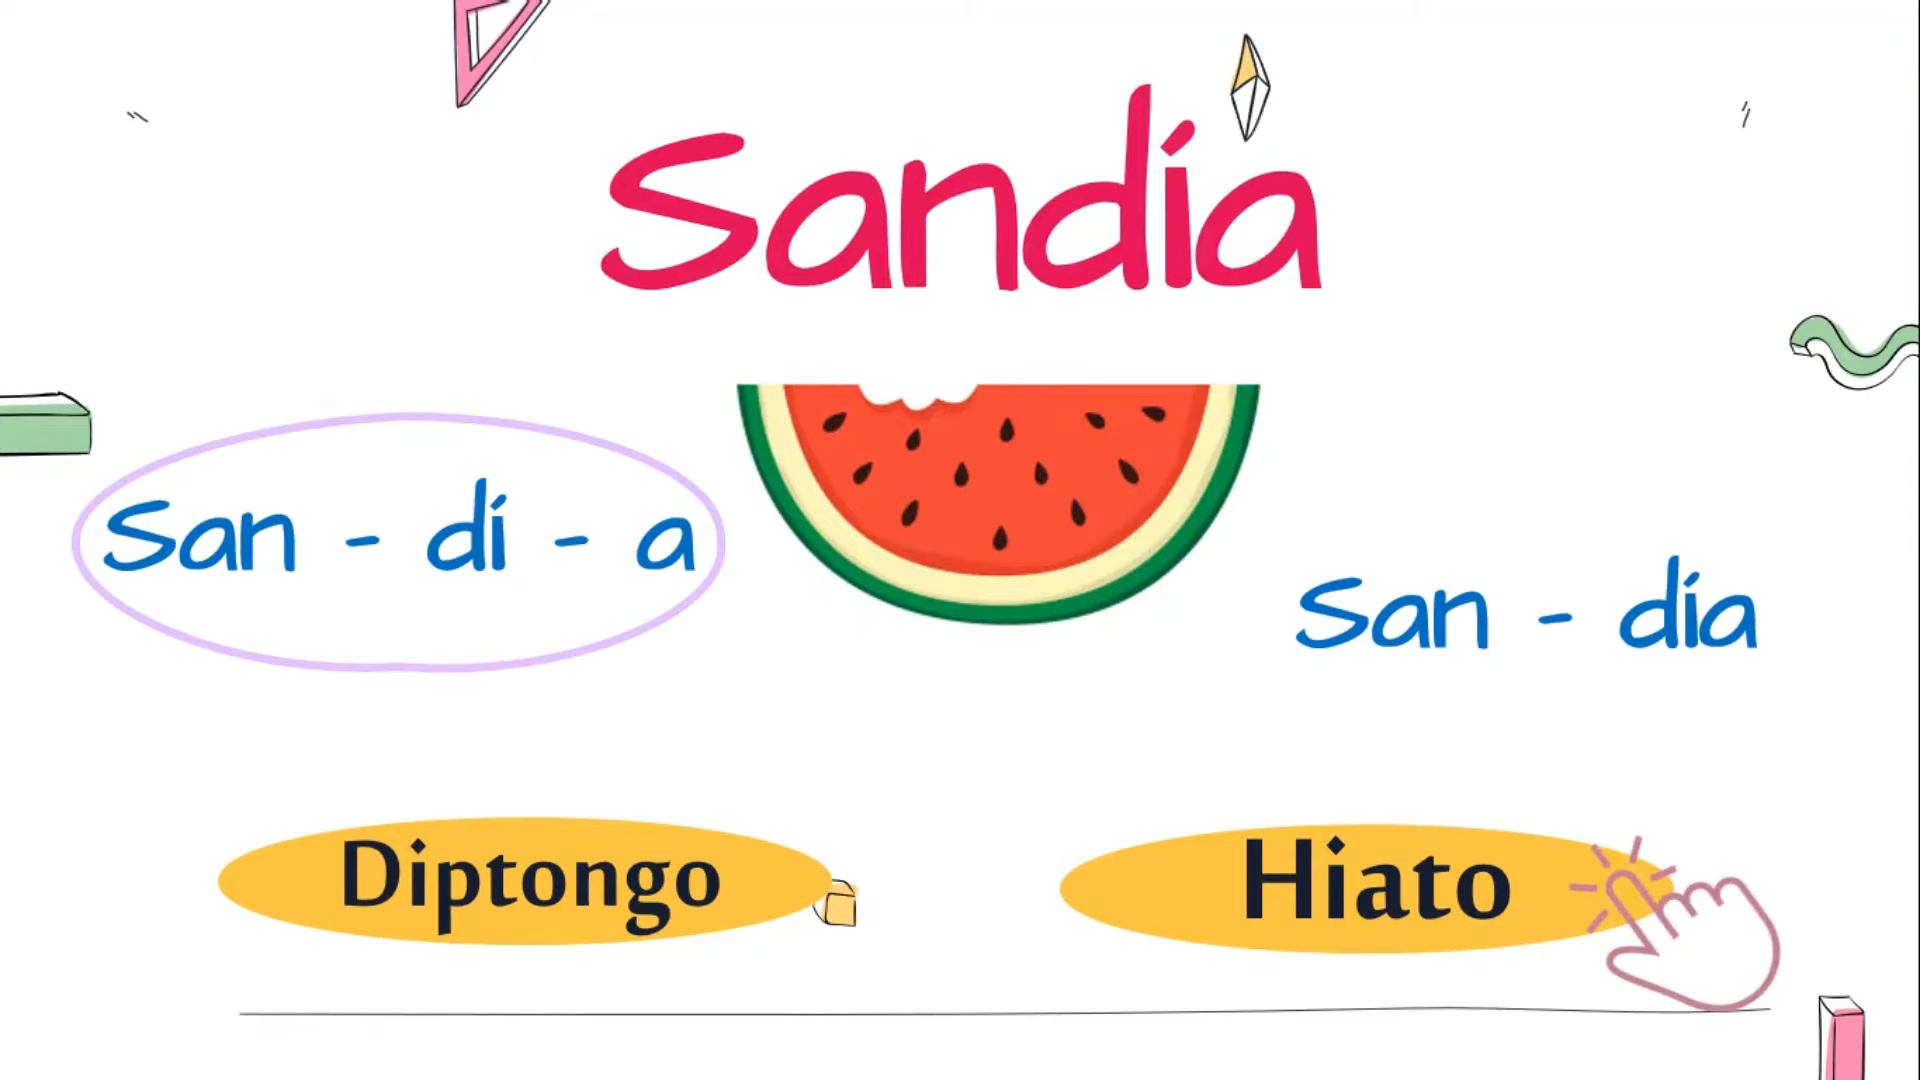 Sandía
San - dí - a
San - día
Diptongo
Hiato